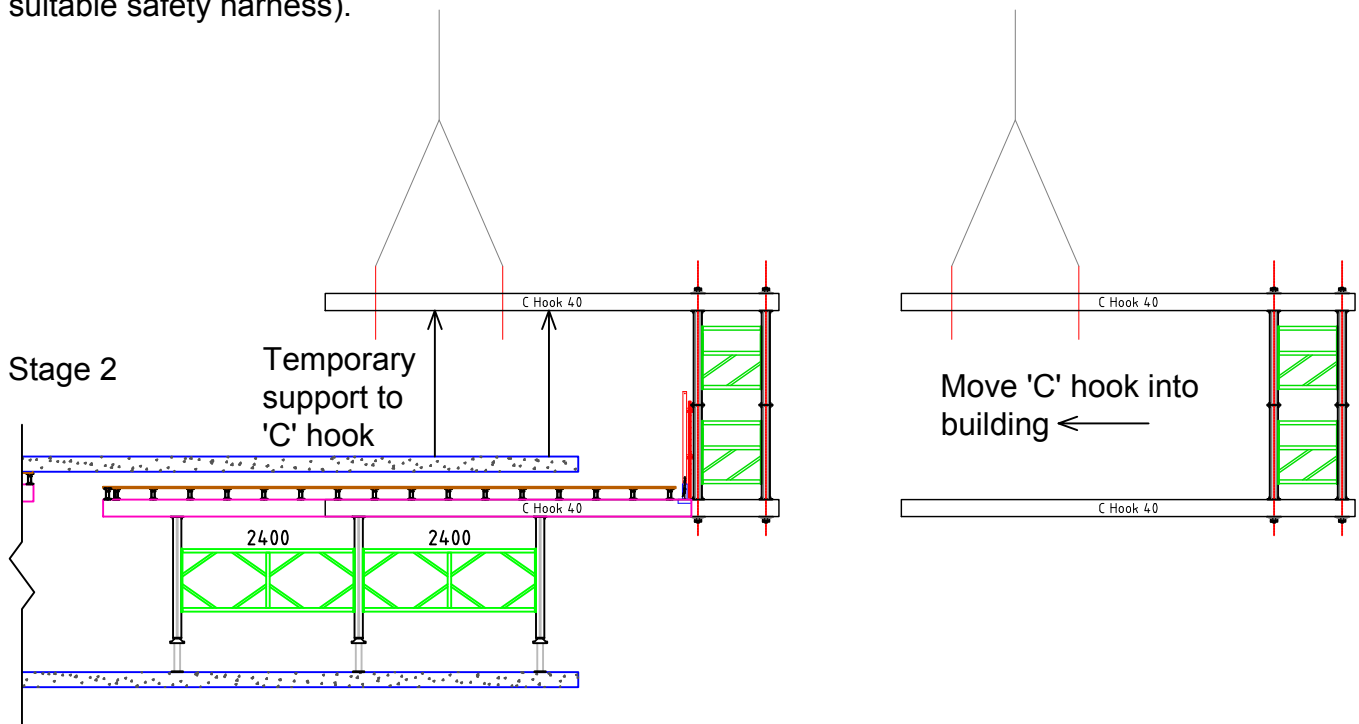 suitable safety harness).
C Hook 40
C Hook 40
Stage 2
Temporary
support to
'C' hook
Move 'C' hook into
building
C Hook 40
C Hook 40
2400
2400